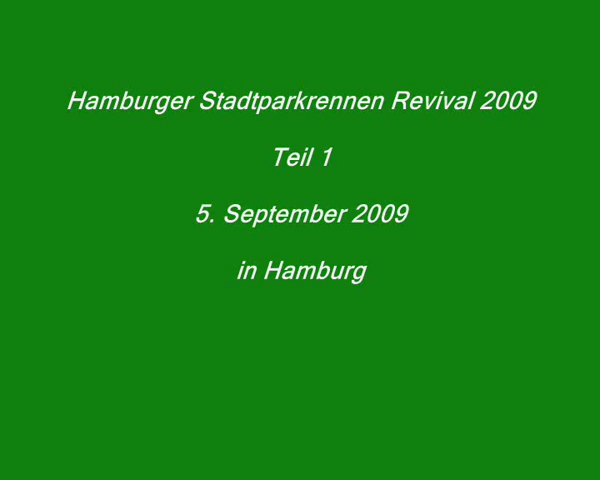 Hamburger Stadtparkrennen Revival 2009
Teil 1
5. September 2009
in Hamburg